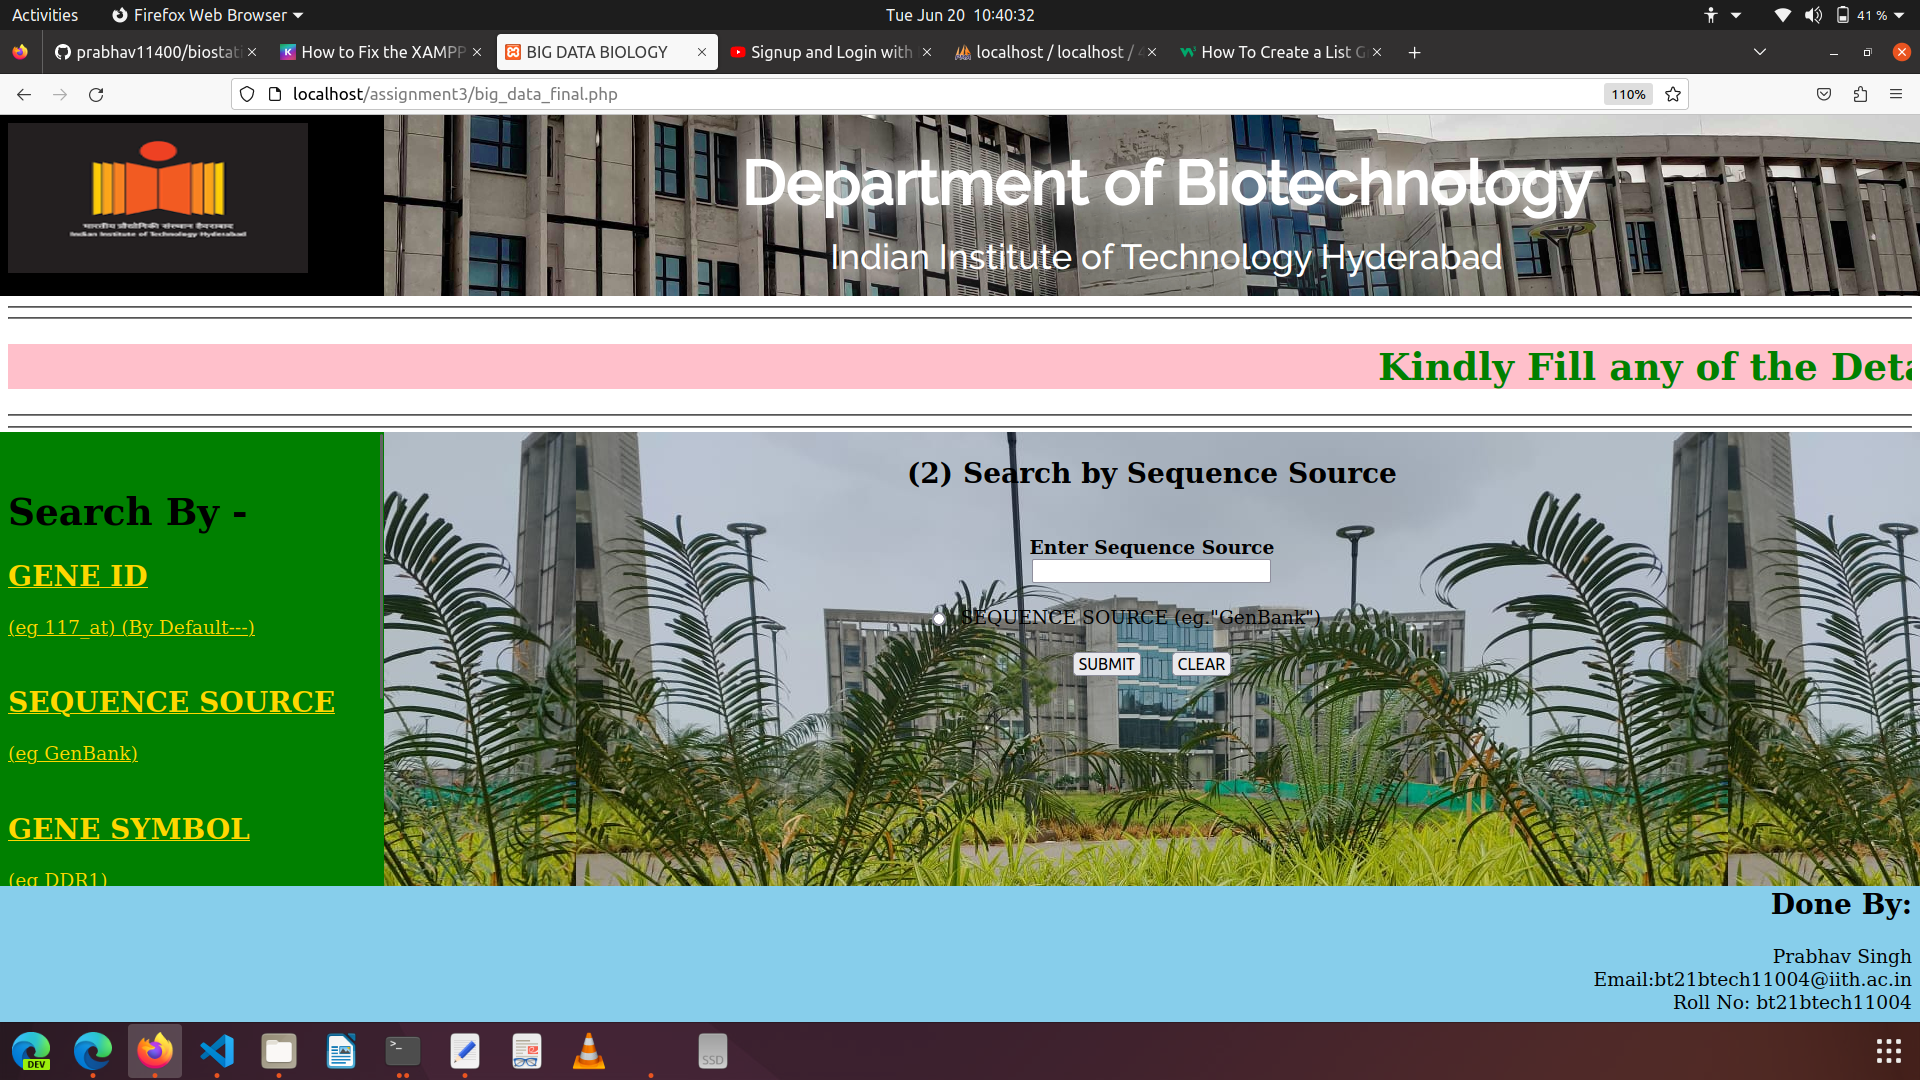 Activities
Firefox Web Browser
Tue Jun 20 10:40:32
41 %
prabhav11400/biostati
How to Fix the XAMPP
BIG DATA BIOLOGY
Signup and Login with
localhost / localhost /
How To Create a List G
localhost/assignment3/big_data_final.php
110%
भारतीय प्रौद्योगिकी संस्थान हैदराबाद
Indian Institute of Technology Hyderabad
Department of Biotechnology
Indian Institute of Technology Hyderabad
Kindly Fill any of the Deta
Search By -
GENE ID
(eg 117_at) (By Default---)
SEQUENCE SOURCE
(eg GenBank)
GENE SYMBOL
(eg DDR1)
(2) Search by Sequence Source
Enter Sequence Source
SEQUENCE SOURCE (eg."GenBank")
SUBMIT
CLEAR
Done By:
Prabhav Singh
Email:bt21btech11004@iith.ac.in
Roll No: bt21btech11004
DEV
SSD